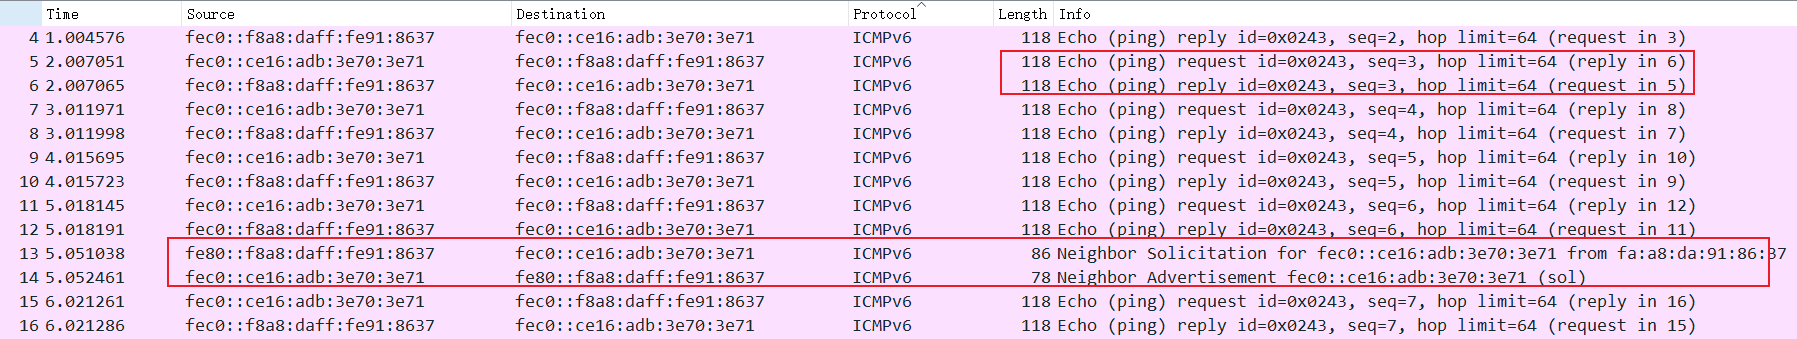 Time Source Destination Protocol Length Info
4 1.004576 fec0::f8a8:daff:fe91:8637 fec0::ce16:adb:3e70:3e71 ICMPv6 118 Echo (ping) reply id=0x0243, seq=2, hop limit=64 (request in 3)
5 2.007051 fec0::ce16:adb:3e70:3e71 fec0::f8a8:daff:fe91:8637 ICMPv6 118 Echo (ping) request id=0x0243, seq=3, hop limit=64 (reply in 6)
6 2.007065 fec0::f8a8:daff:fe91:8637 fec0::ce16:adb:3e70:3e71 ICMPv6 118 Echo (ping) reply id=0x0243, seq=3, hop limit=64 (request in 5)
7 3.011971 fec0::ce16:adb:3e70:3e71 fec0::f8a8:daff:fe91:8637 ICMPv6 118 Echo (ping) request id=0x0243, seq=4, hop limit=64 (reply in 8)
8 3.011998 fec0::f8a8:daff:fe91:8637 fec0::ce16:adb:3e70:3e71 ICMPv6 118 Echo (ping) reply id=0x0243, seq=4, hop limit=64 (request in 7)
9 4.015695 fec0::ce16:adb:3e70:3e71 fec0::f8a8:daff:fe91:8637 ICMPv6 118 Echo (ping) request id=0x0243, seq=5, hop limit=64 (reply in 10)
10 4.015723 fec0::f8a8:daff:fe91:8637 fec0::ce16:adb:3e70:3e71 ICMPv6 118 Echo (ping) reply id=0x0243, seq=5, hop limit=64 (request in 9)
11 5.018145 fec0::ce16:adb:3e70:3e71 fec0::f8a8:daff:fe91:8637 ICMPv6 118 Echo (ping) request id=0x0243, seq=6, hop limit=64 (reply in 12)
12 5.018191 fec0::f8a8:daff:fe91:8637 fec0::ce16:adb:3e70:3e71 ICMPv6 118 Echo (ping) reply id=0x0243, seq=6, hop limit=64 (request in 11)
13 5.051038 fe80::f8a8:daff:fe91:8637 fec0::ce16:adb:3e70:3e71 ICMPv6 86 Neighbor Solicitation for fec0::ce16:adb:3e70:3e71 from fa:a8:da:91:86:37
14 5.052461 fec0::ce16:adb:3e70:3e71 fe80::f8a8:daff:fe91:8637 ICMPv6 78 Neighbor Advertisement fec0::ce16:adb:3e70:3e71 (sol)
15 6.021261 fec0::ce16:adb:3e70:3e71 fec0::f8a8:daff:fe91:8637 ICMPv6 118 Echo (ping) request id=0x0243, seq=7, hop limit=64 (reply in 16)
16 6.021286 fec0::f8a8:daff:fe91:8637 fec0::ce16:adb:3e70:3e71 ICMPv6 118 Echo (ping) reply id=0x0243, seq=7, hop limit=64 (request in 15)